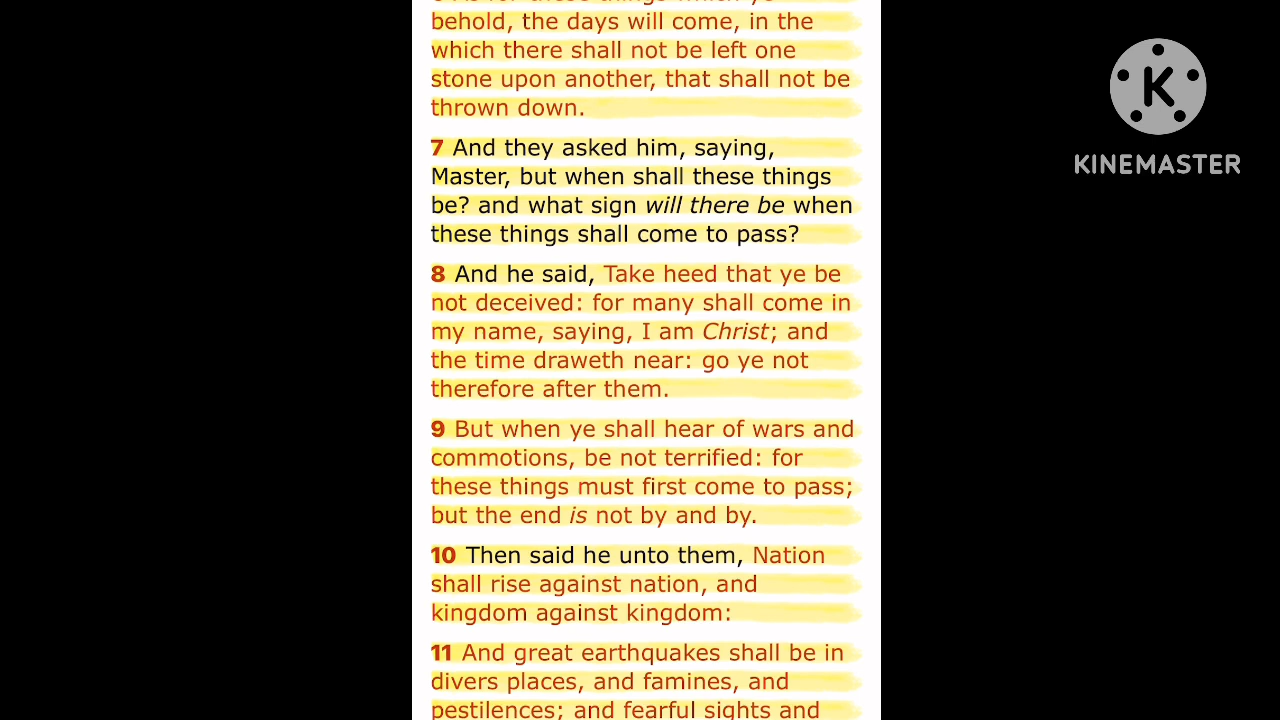 behold, the days will come, in the
which there shall not be left one
stone upon another, that shall not be
thrown down.
7 And they asked him, saying,
Master, but when shall these things
be? and what sign will there be when
these things shall come to pass?
8 And he said, Take heed that ye be
not deceived: for many shall come in
my name, saying, I am Christ; and
the time draweth near: go ye not
therefore after them.
9 But when ye shall hear of wars and
commotions, be not terrified: for
these things must first come to pass;
but the end is not by and by.
10 Then said he unto them, Nation
shall rise against nation, and
kingdom against kingdom:
11 And great earthquakes shall be in
divers places, and famines, and
pestilences; and fearful sights and
K
KINEMASTER